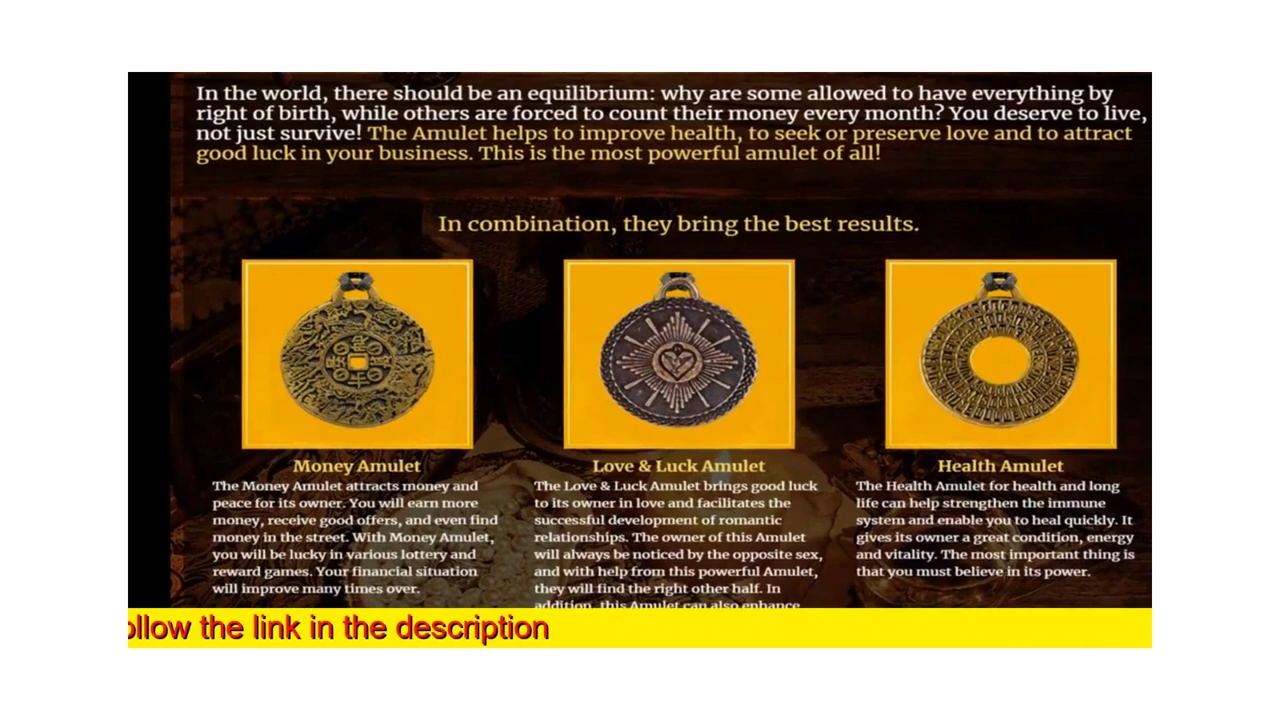 In the world, there should be an equilibrium: why are some allowed to have everything by
right of birth, while others are forced to count their money every month? You deserve to live,
not just survive! The Amulet helps to improve health, to seek or preserve love and to attract
good luck in your business. This is the most powerful amulet of all!
In combination, they bring the best results.
Money Amulet
The Money Amulet attracts money and
peace for its owner. You will earn more
money, receive good offers, and even find
money in the street. With Money Amulet,
you will be lucky in various lottery and
reward games. Your financial situation
will improve many times over.
Love & Luck Amulet
The Love & Luck Amulet brings good luck
to its owner in love and facilitates the
successful development of romantic
relationships. The owner of this Amulet
will always be noticed by the opposite sex,
and with help from this powerful Amulet,
they will find the right other half. In
addition, this Amulet can also enhance
Health Amulet
The Health Amulet for health and long
life can help strengthen the immune
system and enable you to heal quickly. It
gives its owner a great condition, energy
and vitality. The most important thing is
that you must believe in its power.
ollow the link in the description